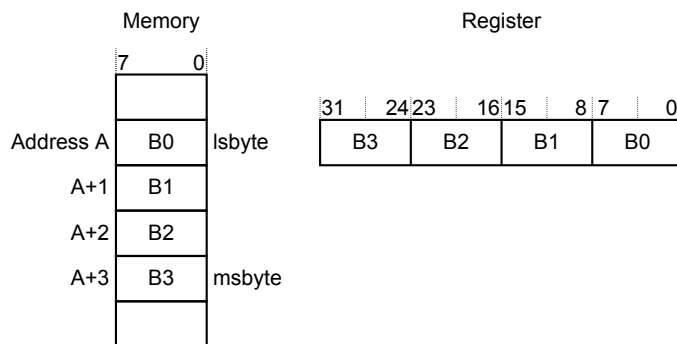 Memory Register
7 0
31 24 23 16 15 8 7 0
Address A B0 lsbyte B3 B2 B1 B0
A+1 B1
A+2 B2
A+3 B3 msbyte